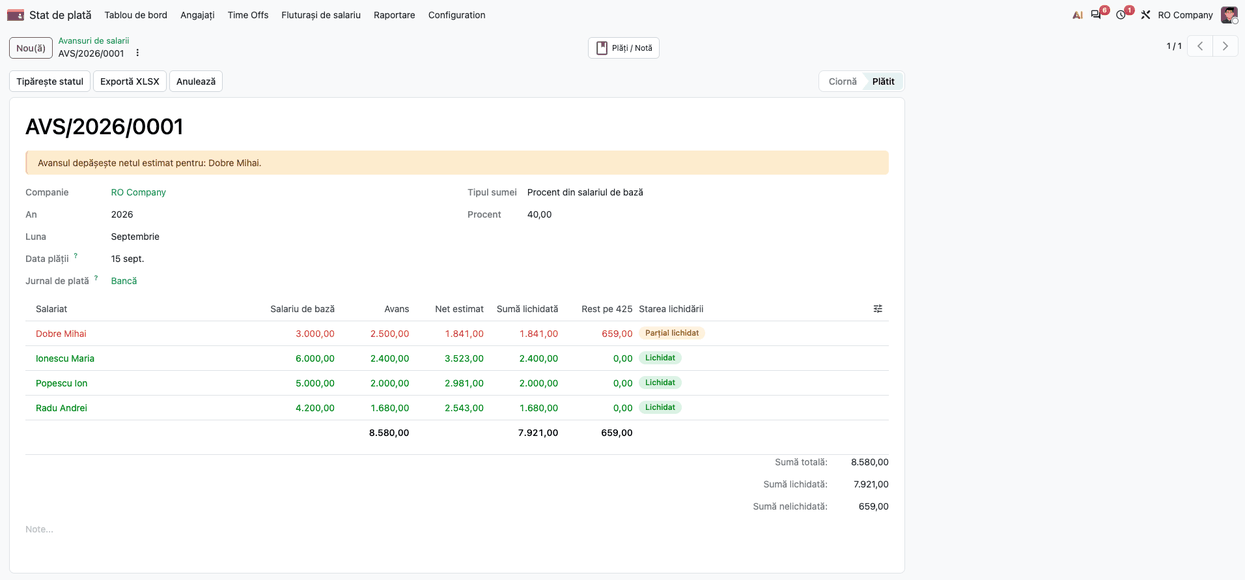 Stat de plată Tablou de bord Angajați Time Offs Fluturași de salariu Raportare Configuration 6 1 RO Company
Nou(ă) Avansuri de salarii
AVS/2026/0001
Plăți / Notă
1 / 1
Tipărește statul Exportă XLSX Anulează Ciornă Plătit
AVS/2026/0001
Avansul depășește netul estimat pentru: Dobre Mihai.
Companie RO Company Tipul sumei Procent din salariul de bază
An 2026 Procent 40,00
Luna Septembrie
Data plății ? 15 sept.
Jurnal de plată ? Bancă
Salariat Salariu de bază Avans Net estimat Sumă lichidată Rest pe 425 Starea lichidării
Dobre Mihai 3.000,00 2.500,00 1.841,00 1.841,00 659,00 Parțial lichidat
Ionescu Maria 6.000,00 2.400,00 3.523,00 2.400,00 0,00 Lichidat
Popescu Ion 5.000,00 2.000,00 2.981,00 2.000,00 0,00 Lichidat
Radu Andrei 4.200,00 1.680,00 2.543,00 1.680,00 0,00 Lichidat
8.580,00 7.921,00 659,00
Sumă totală: 8.580,00
Sumă lichidată: 7.921,00
Sumă nelichidată: 659,00
Note...